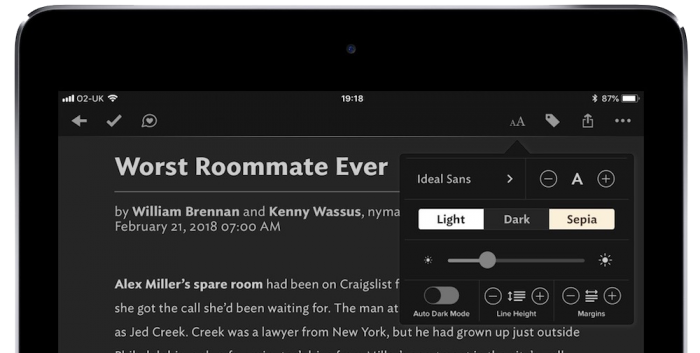 O2-UK 19:18 87%
AA
Worst Roommate Ever
Ideal Sans
A
by William Brennan and Kenny Wassus, nyma
February 21, 2018 07:00 AM
Light Dark Sepia
Alex Miller's spare room had been on Craigslist f
she got the call she'd been waiting for. The man at
Auto Dark Mode Line Height Margins
as Jed Creek. Creek was a lawyer from New York, but he had grown up just outside